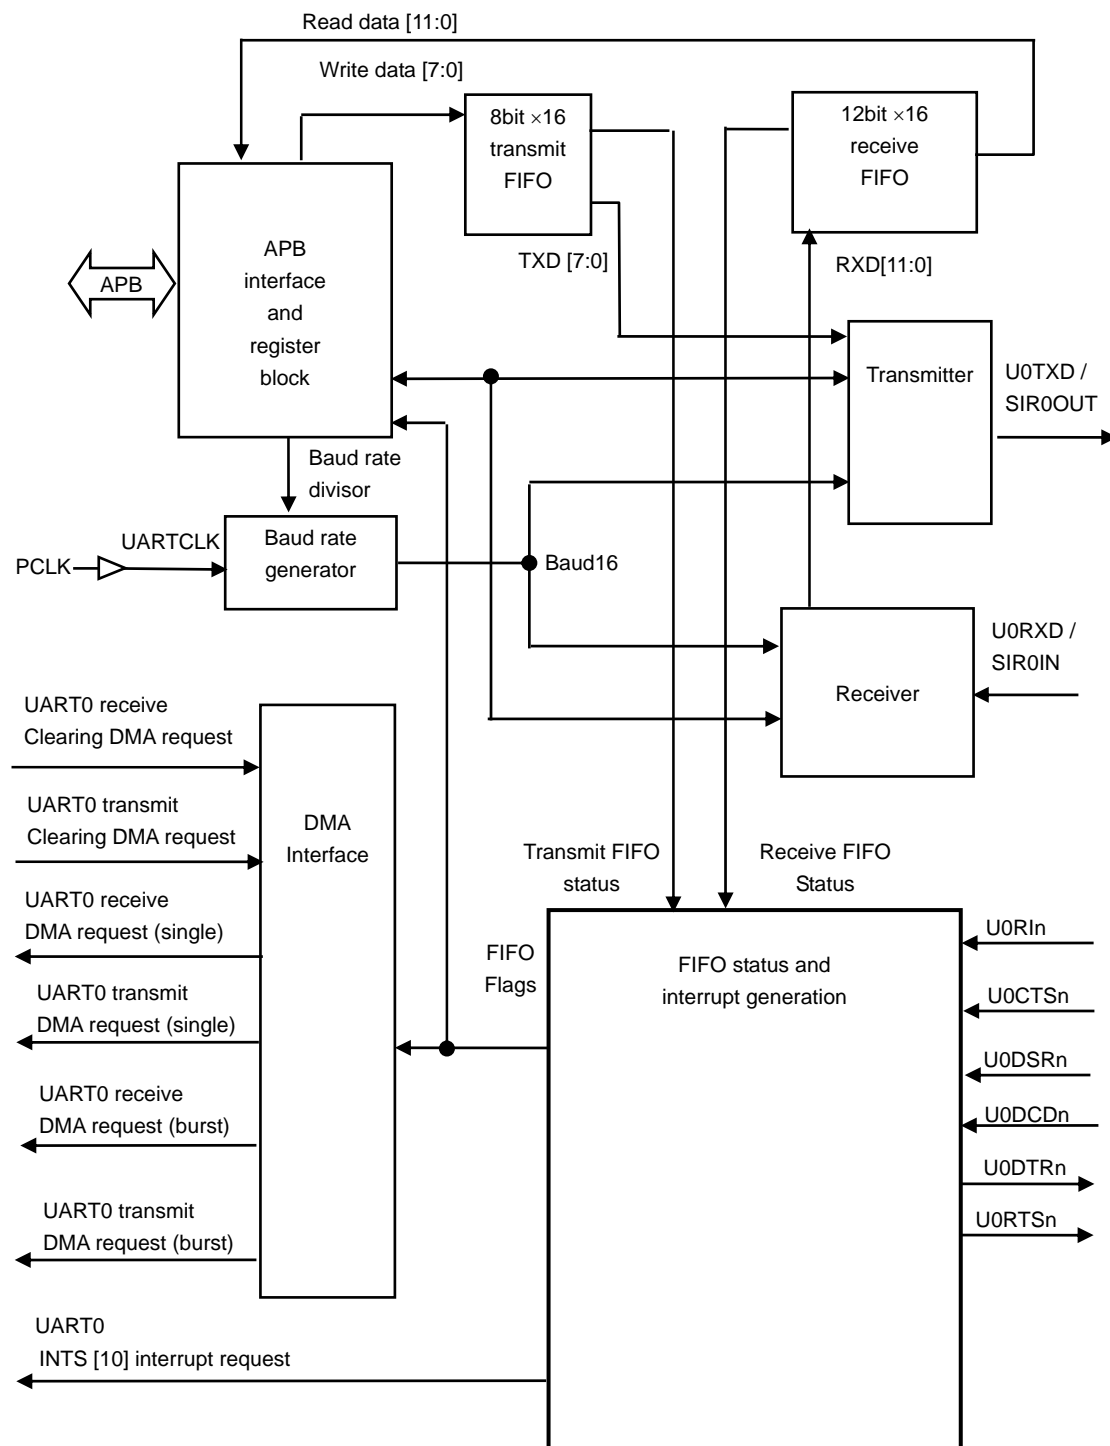 Read data [11:0]
Write data [7:0]
8bit ×16
transmit
FIFO
12bit ×16
receive
FIFO
TXD [7:0]
RXD[11:0]
APB
APB
interface
and
register
block
Transmitter
U0TXD /
SIR0OUT
Baud rate
divisor
UARTCLK
PCLK
Baud rate
generator
Baud16
U0RXD /
SIR0IN
Receiver
UART0 receive
Clearing DMA request
UART0 transmit
Clearing DMA request
DMA
Interface
Transmit FIFO
status
Receive FIFO
Status
UART0 receive
DMA request (single)
FIFO
Flags
FIFO status and
interrupt generation
U0RIn
UART0 transmit
DMA request (single)
U0CTSn
U0DSRn
UART0 receive
DMA request (burst)
U0DCDn
U0DTRn
UART0 transmit
DMA request (burst)
U0RTSn
UART0
INTS [10] interrupt request